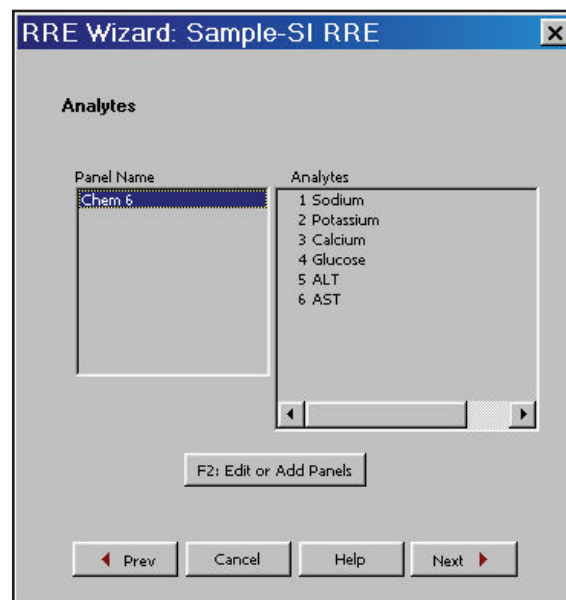 RRE Wizard: Sample-SI RRE
Analytes
Panel Name
Chem 6
Analytes
1 Sodium
2 Potassium
3 Calcium
4 Glucose
5 ALT
6 AST
F2: Edit or Add Panels
Prev
Cancel
Help
Next